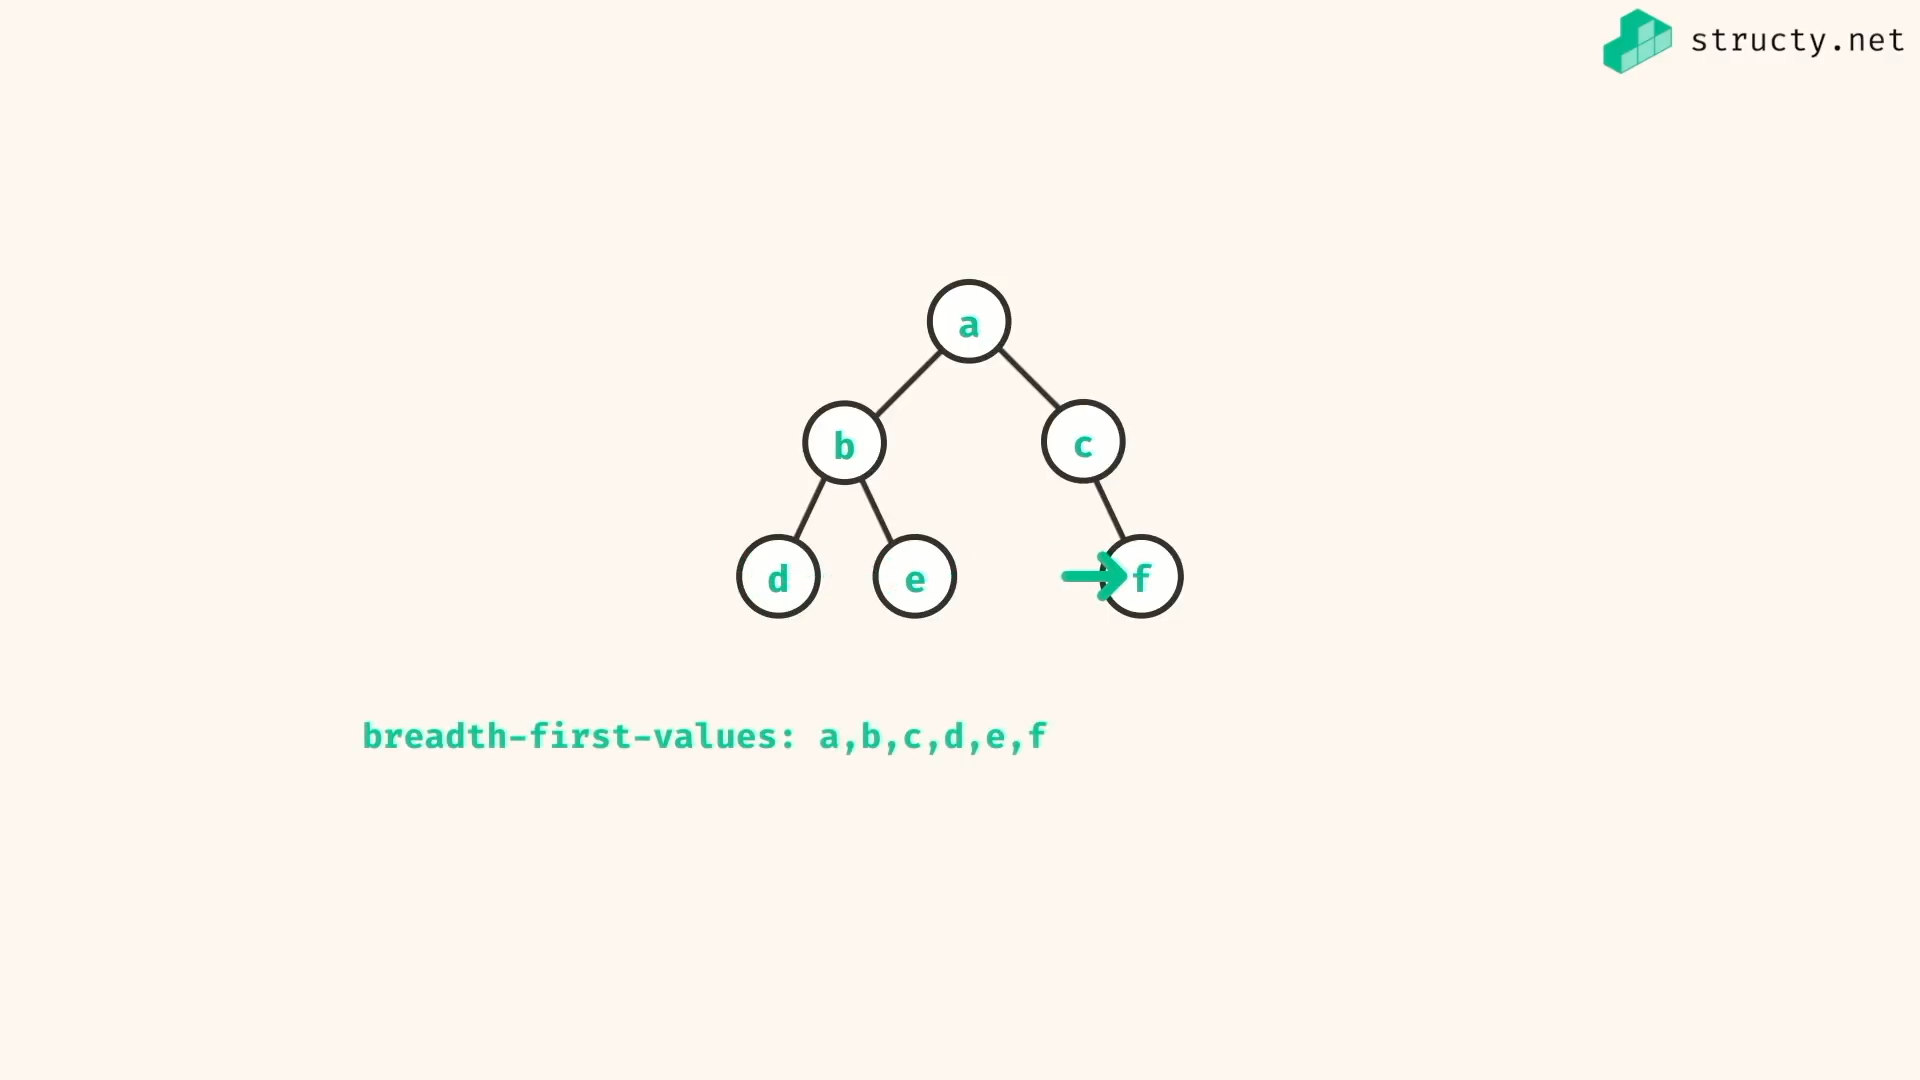 structy.net
a
b
c
d
e
f
breadth-first-values: a,b,c,d,e,f